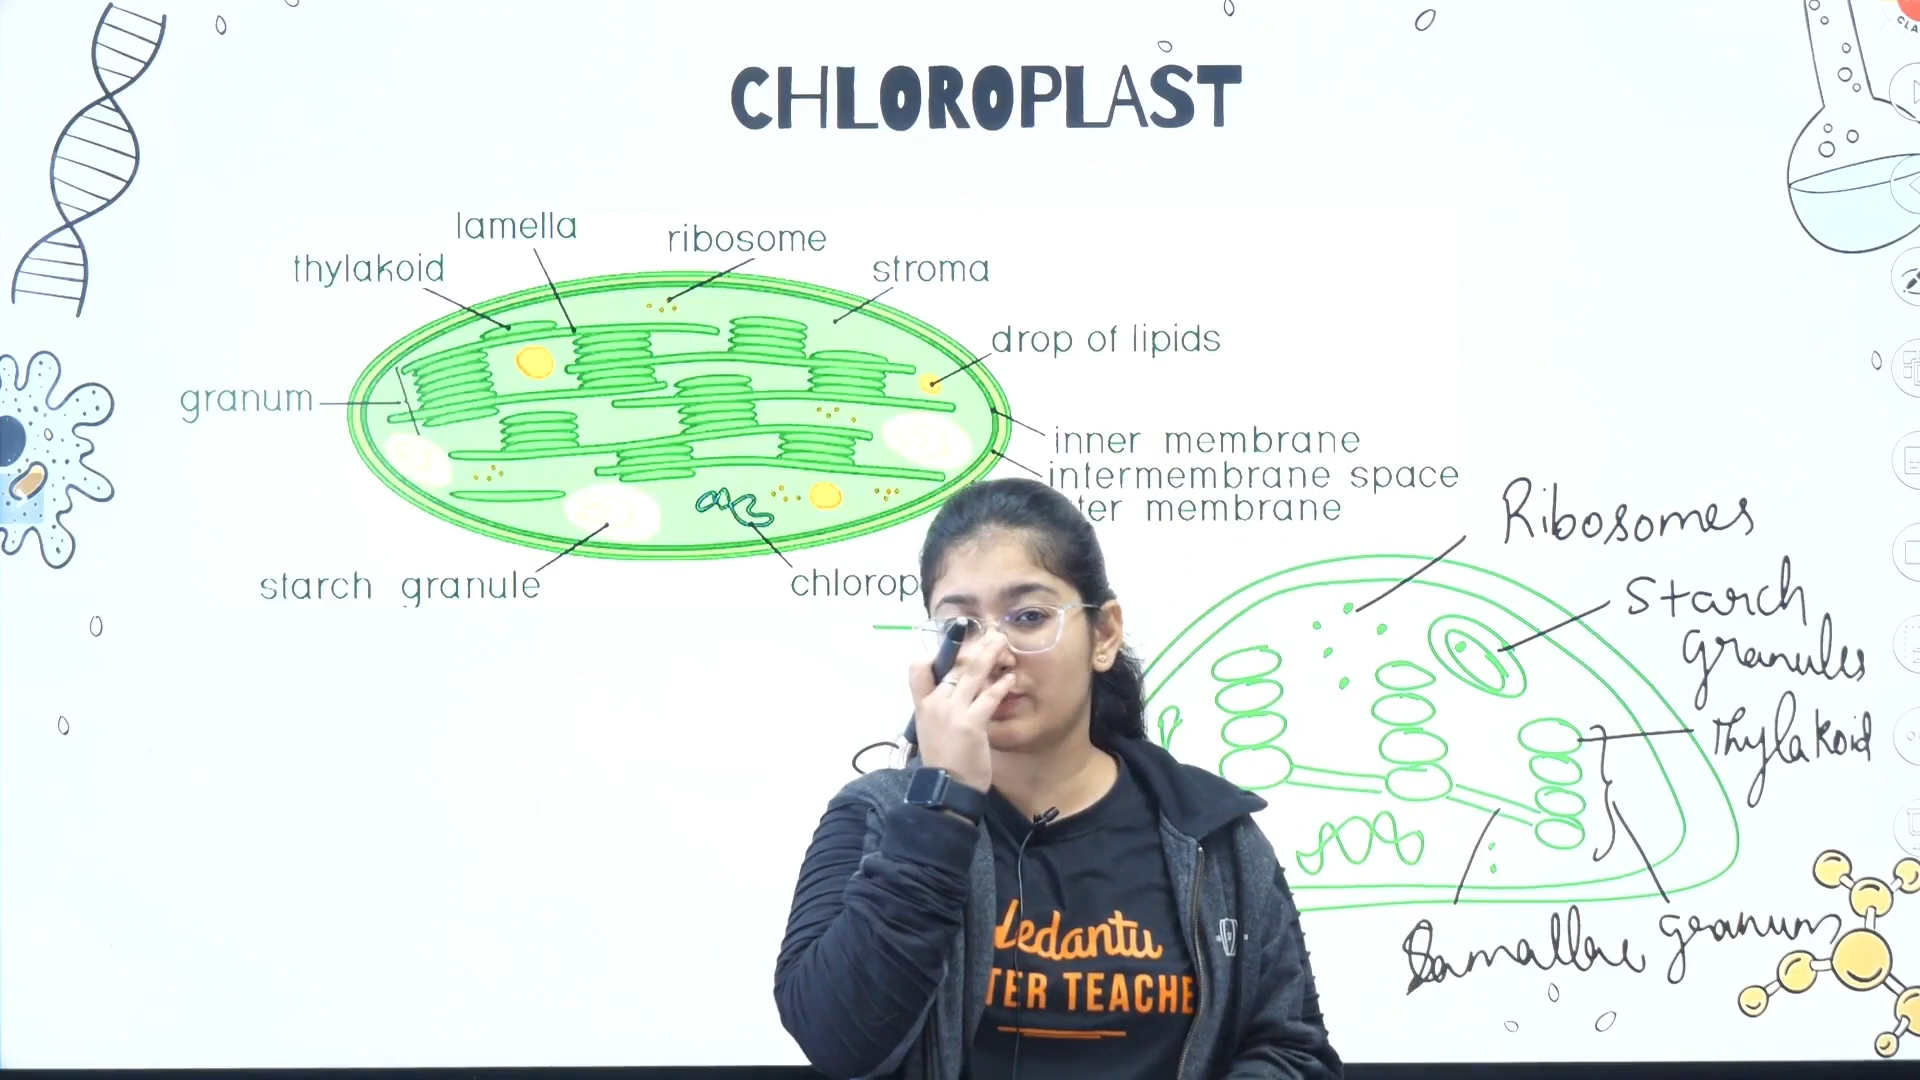 CLA
CHLOROPLAST
lamella
ribosome
thylakoid
stroma
drop of lipids
granum
inner membrane
intermembrane space
ter membrane
starch granule
chlorop
Ribosomes
Starch
granules
Thylakoid
granum
Vedantu
TER TEACHE